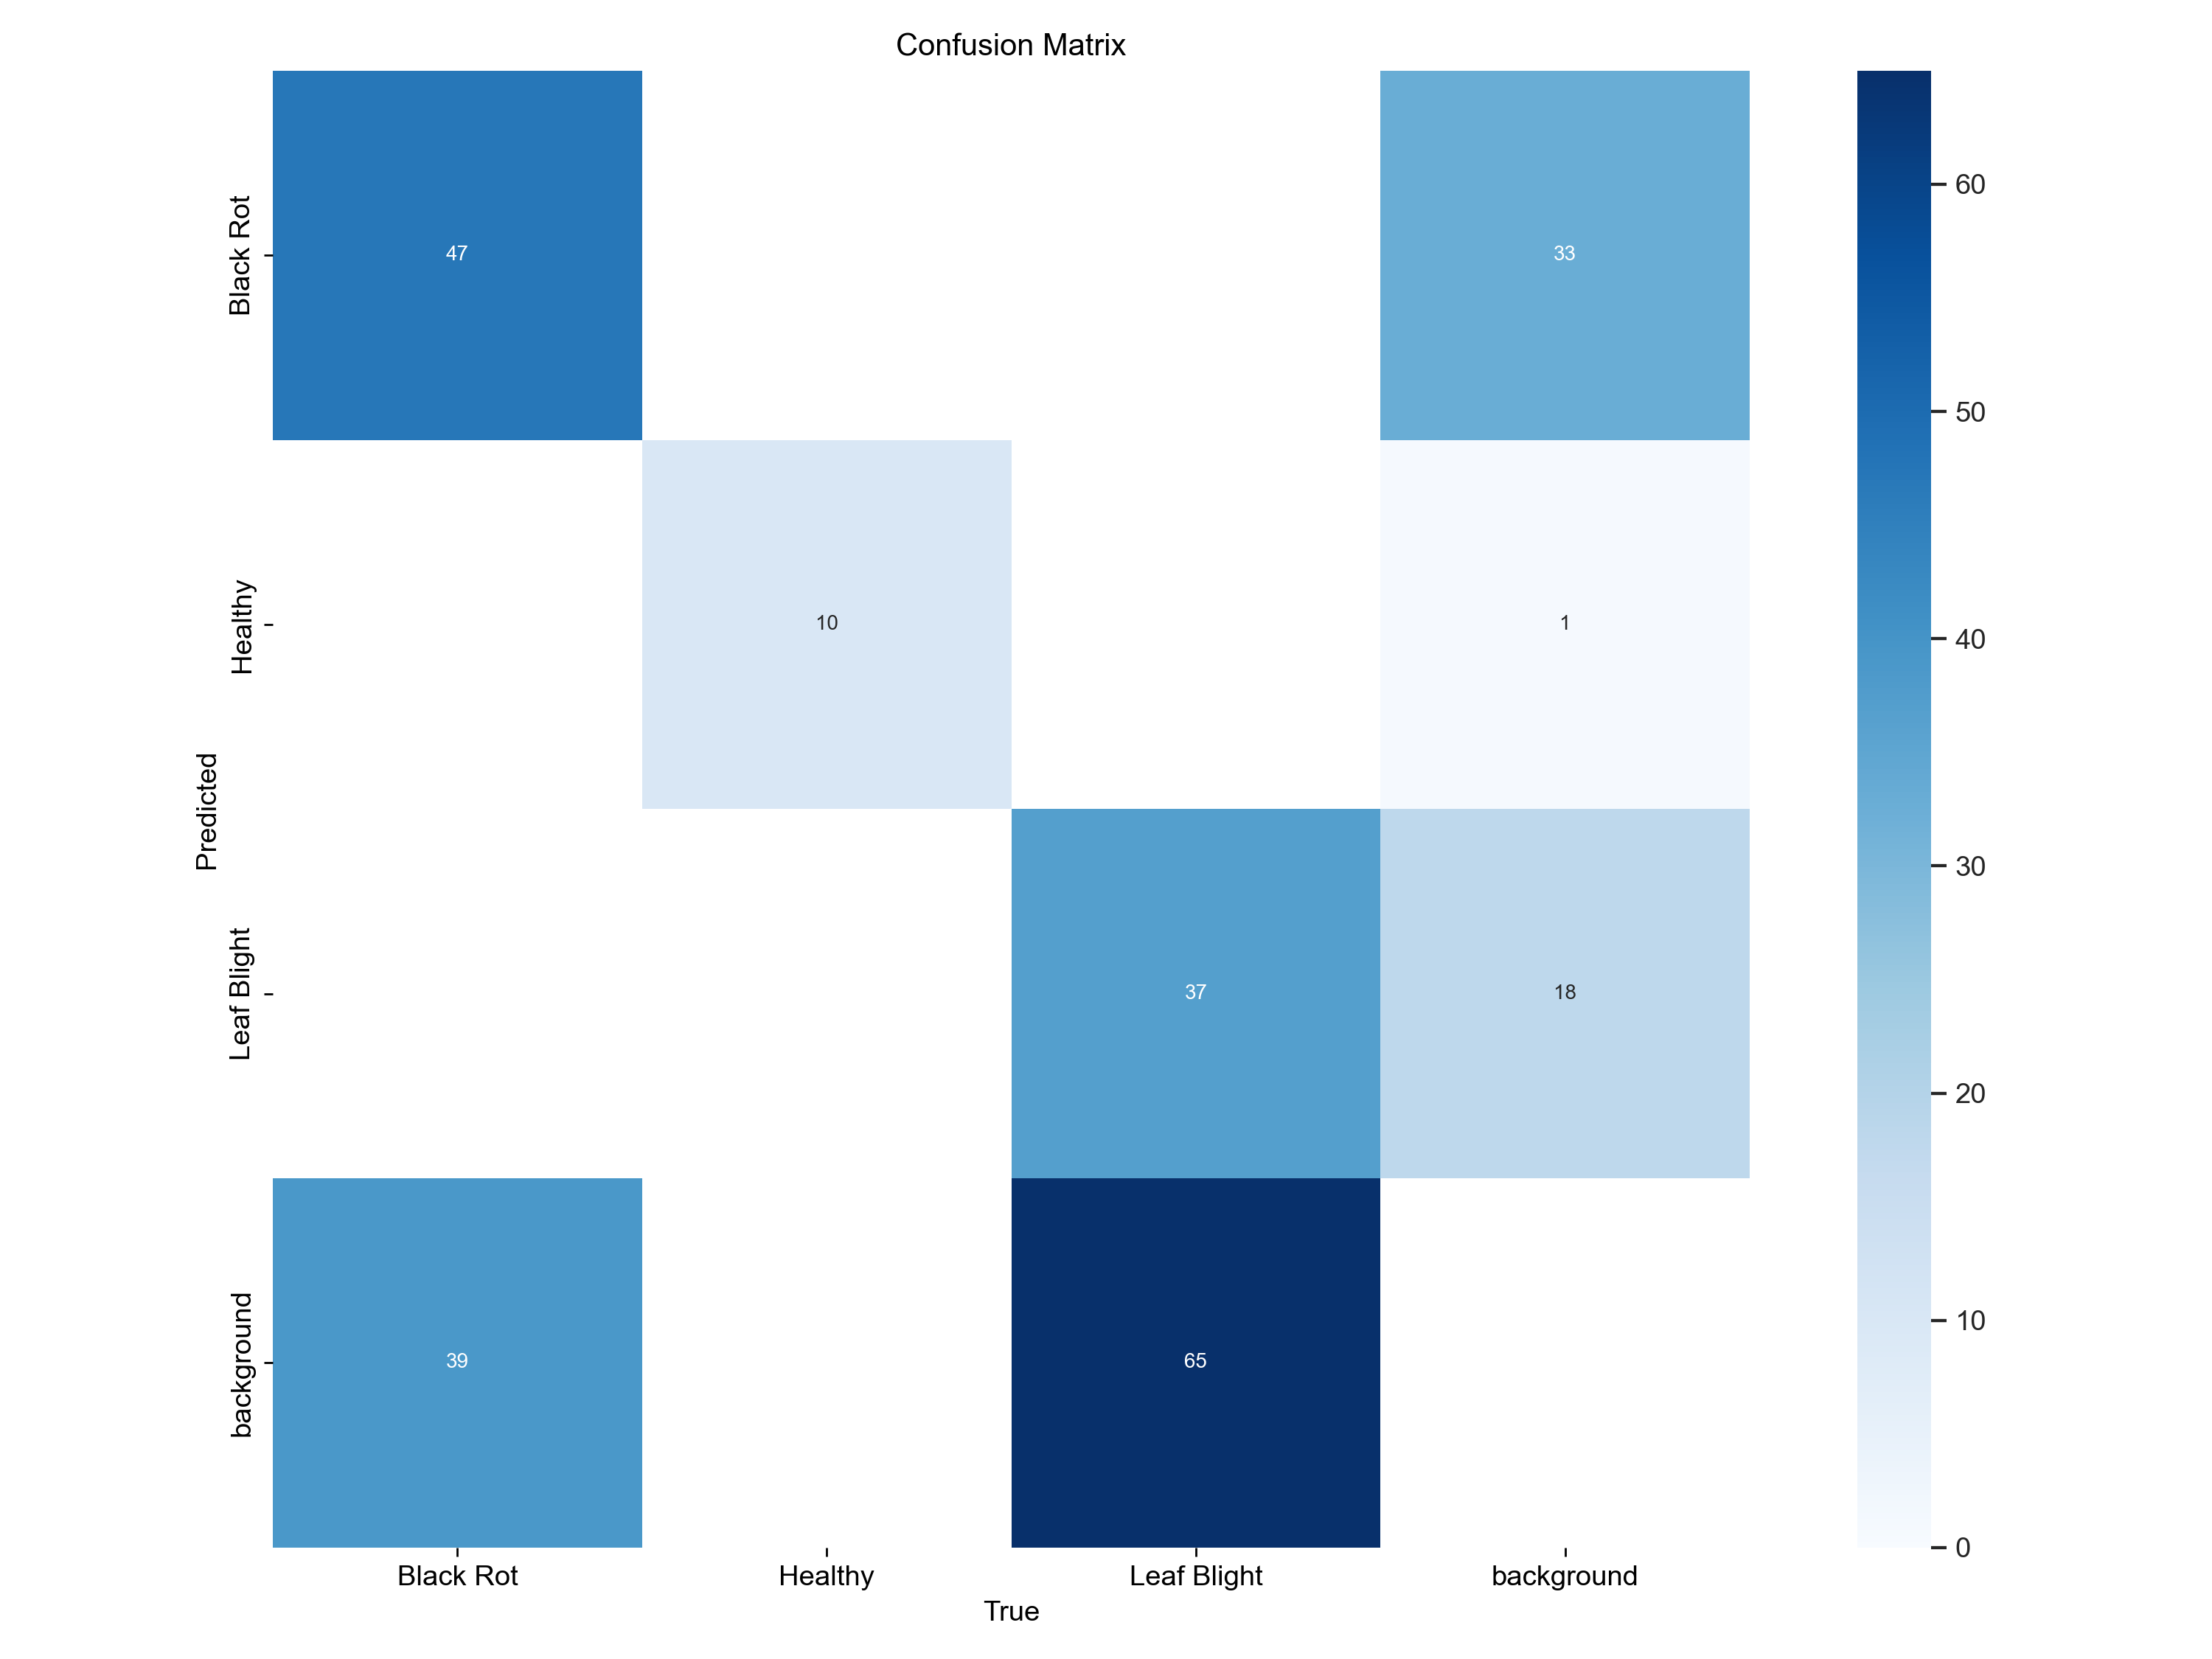 Confusion Matrix
Black Rot
47
33
60
50
Healthy
10
1
40
Predicted
30
Leaf Blight
37
18
20
background
39
65
10
0
Black Rot
Healthy
Leaf Blight
background
True